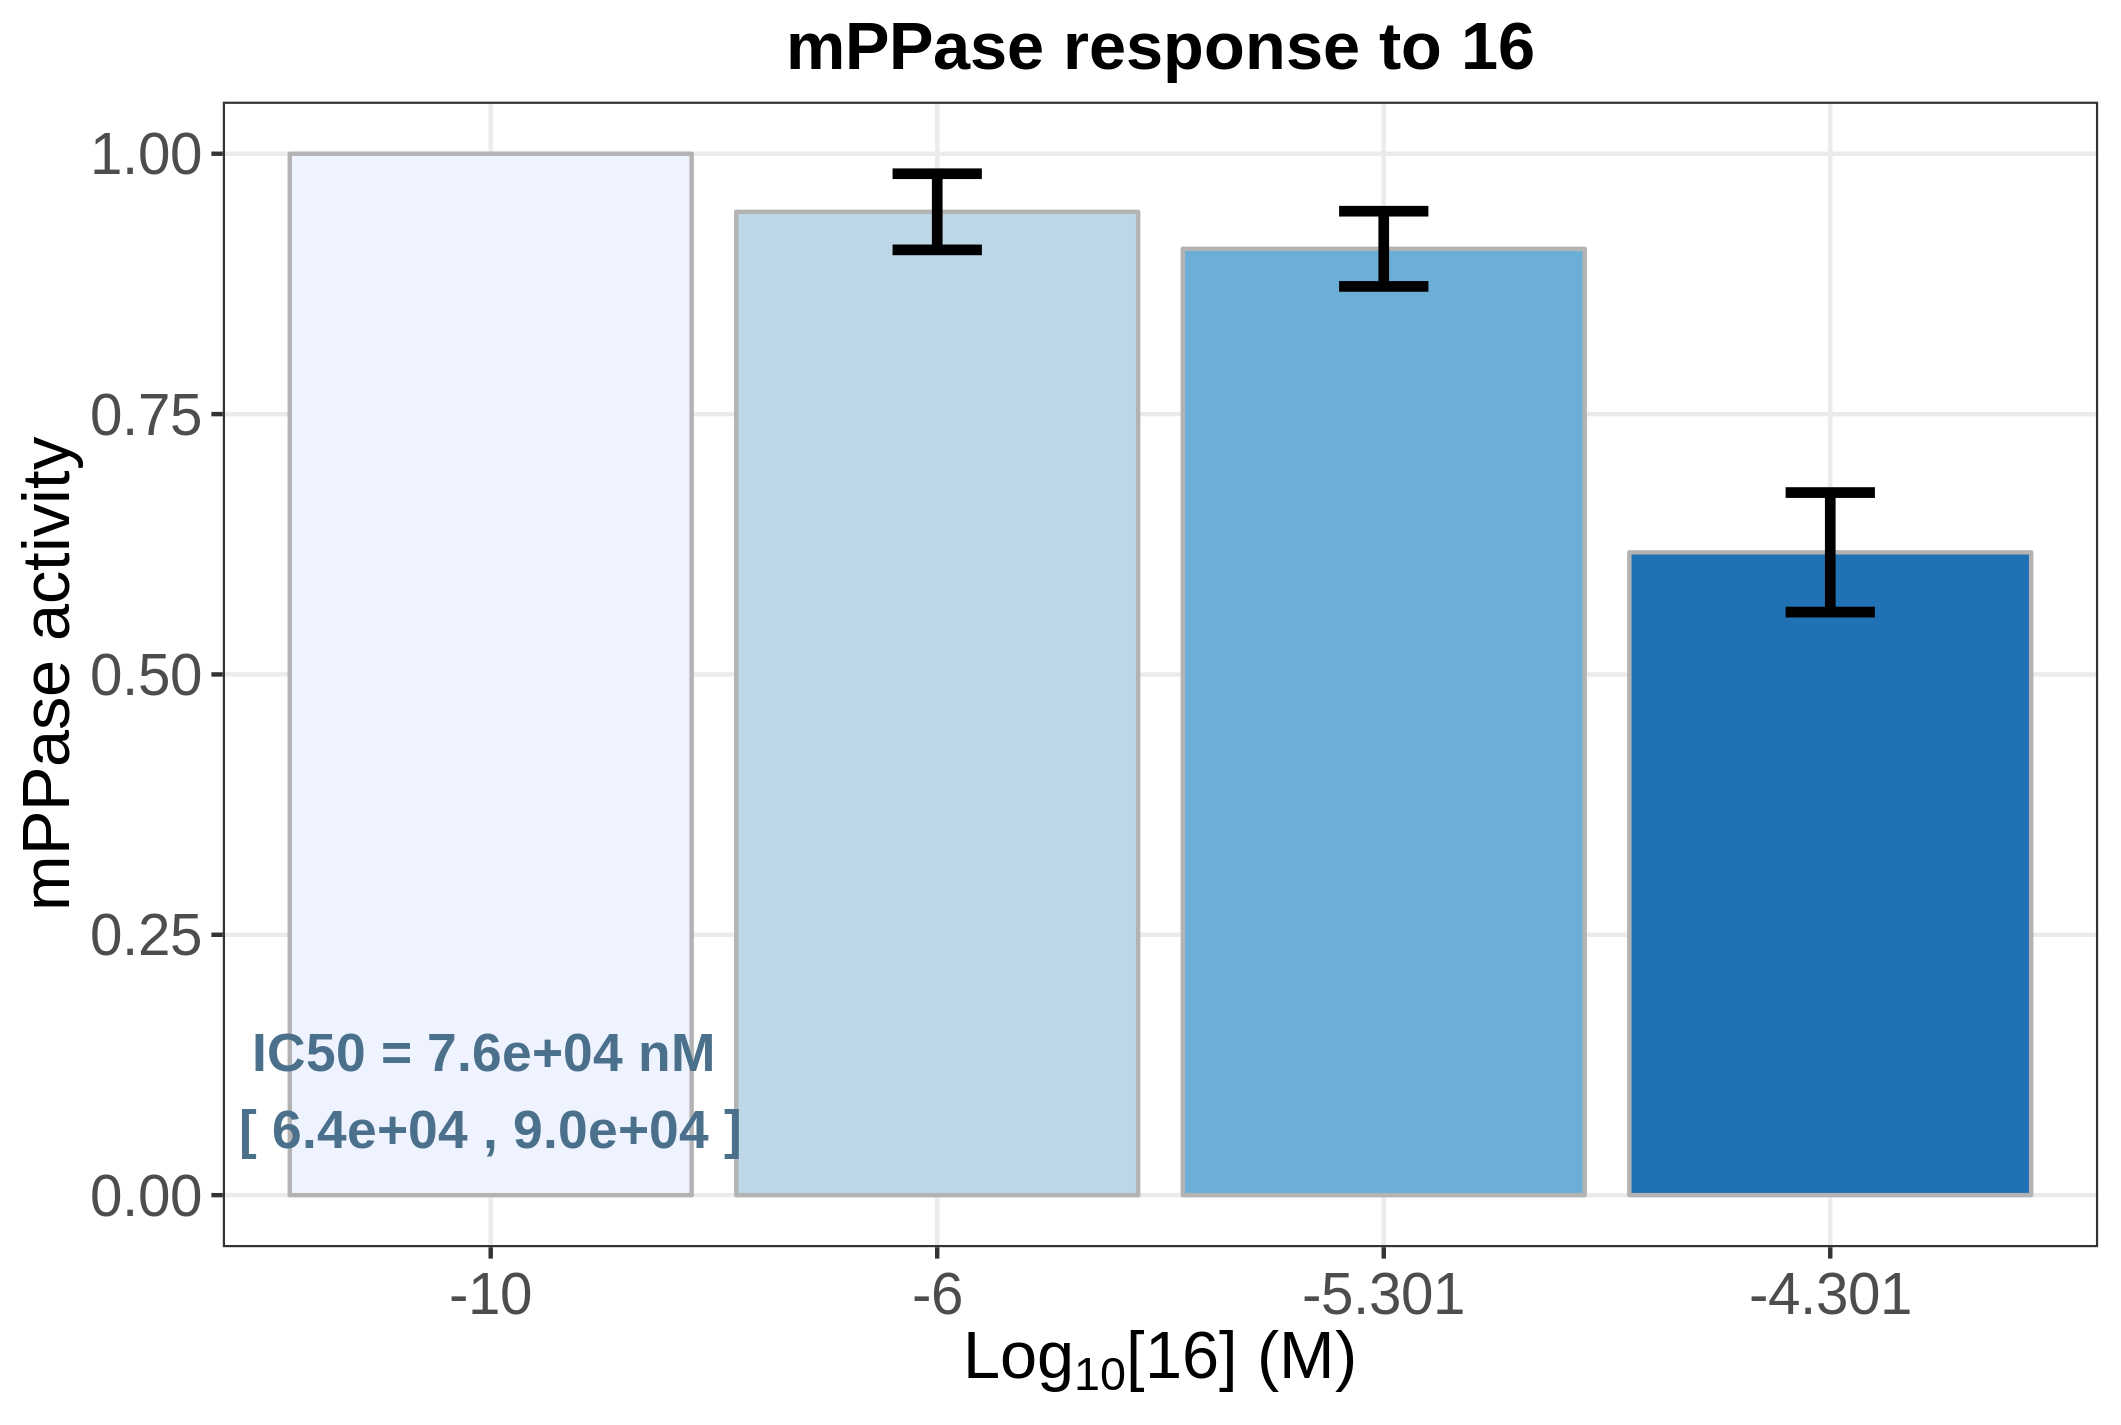 mPPase response to 16
mPPase activity
1.00
0.75
0.50
0.25
0.00
IC50 = 7.6e+04 nM
[ 6.4e+04 , 9.0e+04 ]
-10
-6
-5.301
-4.301
Log10[16] (M)